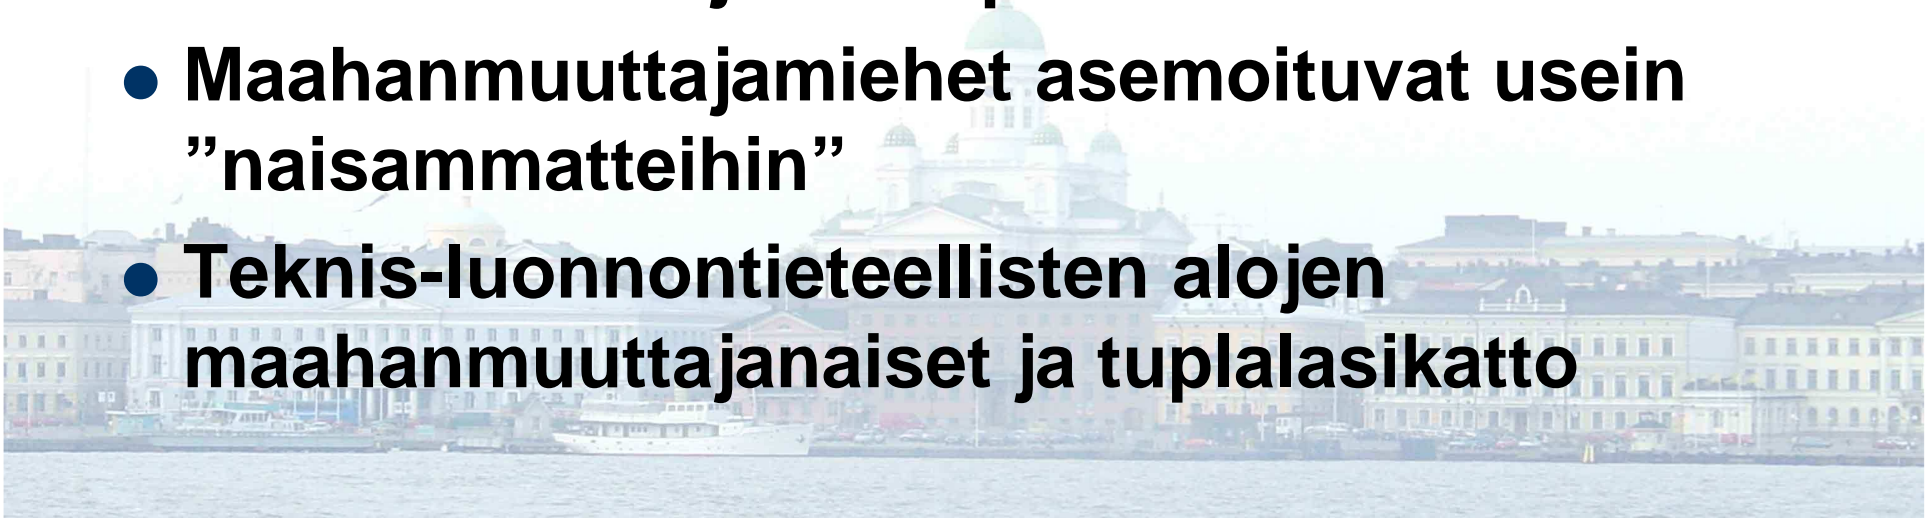 ● Maahanmuuttajamiehet asemoituvat usein
”naisammatteihin”
● Teknis-luonnontieteellisten alojen
maahanmuuttajanaiset ja tuplalasikatto